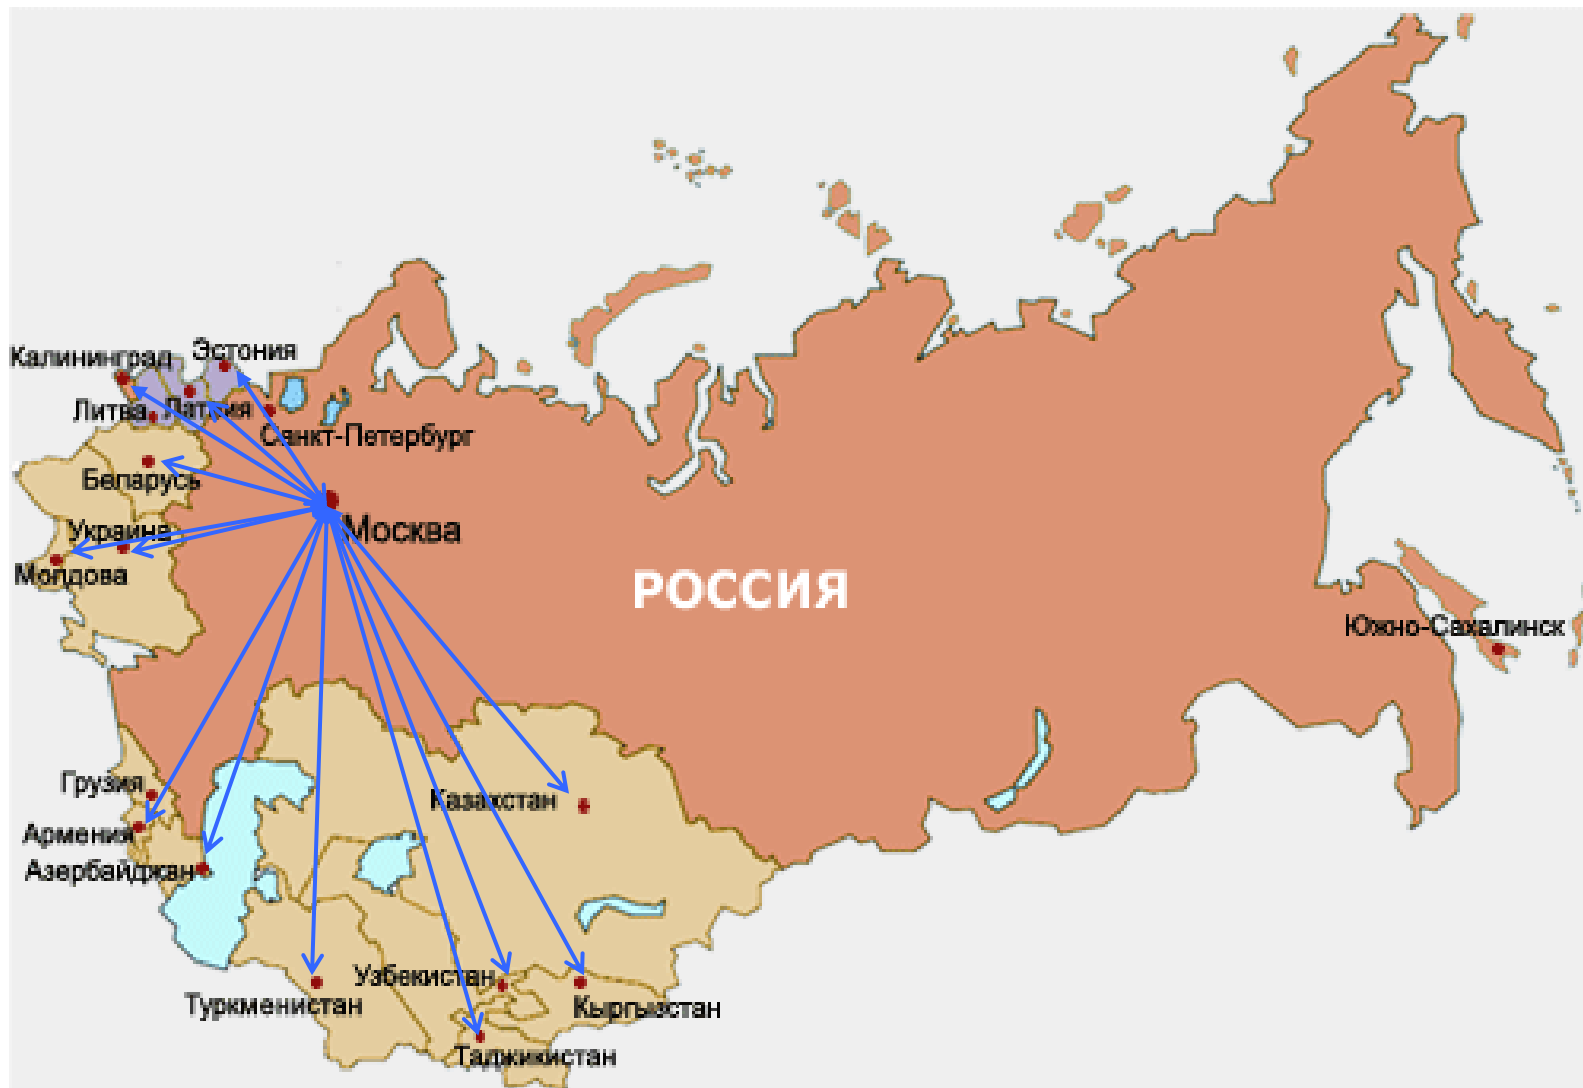 Эстония
Калининград
Литва
Латвия
Санкт-Петербург
Беларусь
Украина
Москва
Молдова
РОССИЯ
Южно-Сахалинск
Грузия
Казахстан
Армения
Азербайджан
Узбекистан
Туркменистан
Кыргызстан
Таджикистан